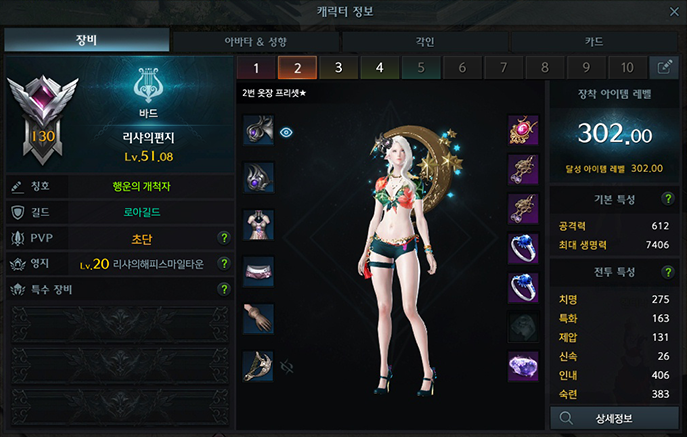 캐릭터 정보
장비
아바타 & 성향
각인
카드
130
바드
리샤의편지
Lv.51.08
칭호
행운의 개척자
길드
로아길드
PVP
초단
?
영지
Lv.20 리샤의해피스마일타운
?
특수 장비
?
1 2 3 4 5 6 7 8 9 10
2번 옷장 프리셋★
장착 아이템 레벨
302.00
달성 아이템 레벨 302.00
기본 특성
?
공격력 612
최대 생명력 7406
전투 특성
?
치명 275
특화 163
제압 131
신속 26
인내 406
숙련 383
상세정보